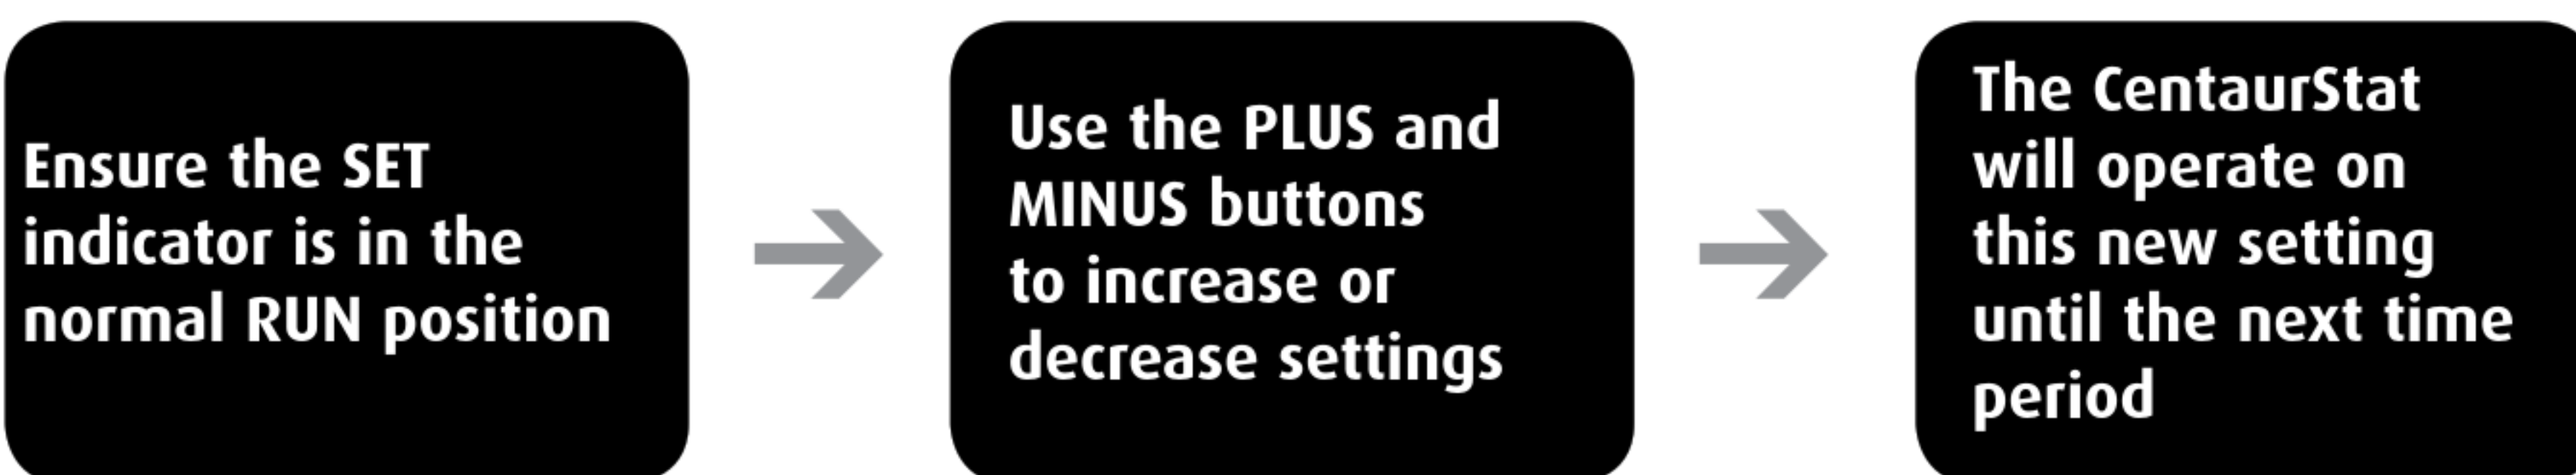 Ensure the SET
indicator is in the
normal RUN position
Use the PLUS and
MINUS buttons
to increase or
decrease settings
The CentaurStat
will operate on
this new setting
until the next time
period